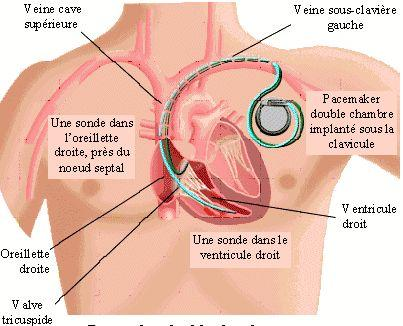 Veine cave
supérieure
Veine sous-clavière
gauche
Une sonde dans
l'oreillette
droite, près du
noeud septal
Pacemaker
double chambre
implanté sous la
clavicule
Ventricule
droit
Une sonde dans le
ventricule droit
Oreillette
droite
Valve
tricuspide